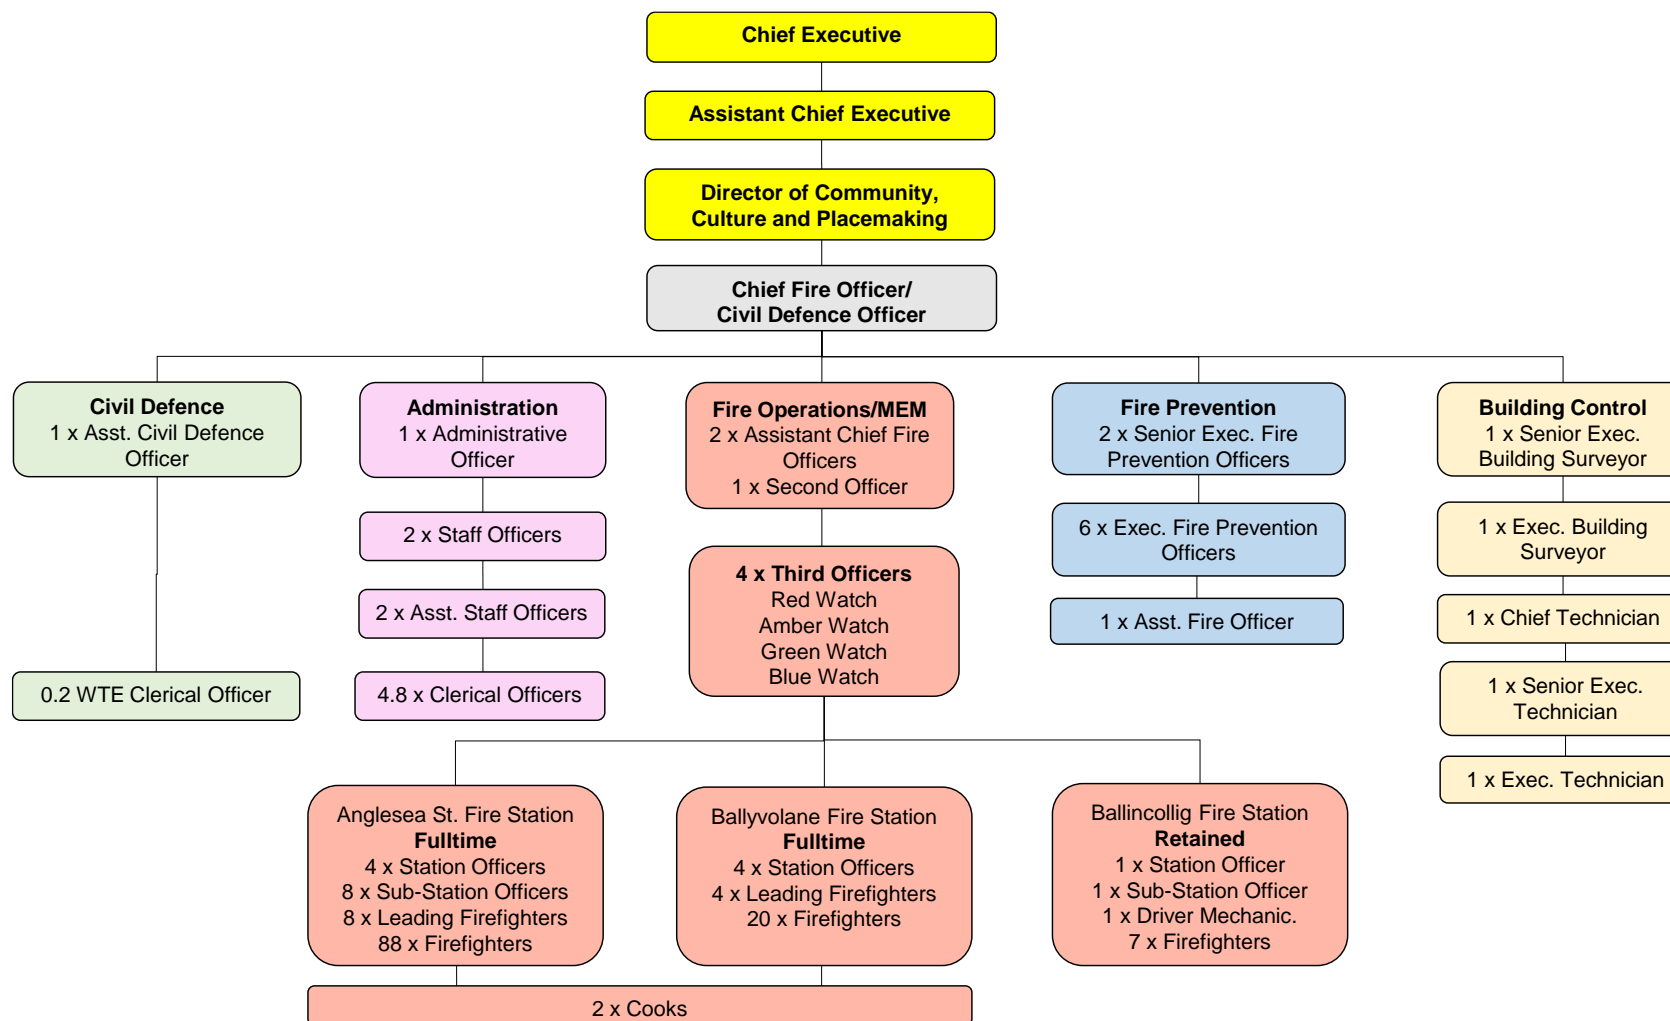 Chief Executive
Assistant Chief Executive
Director of Community,
Culture and Placemaking
Chief Fire Officer/
Civil Defence Officer
Civil Defence
1 x Asst. Civil Defence
Officer
0.2 WTE Clerical Officer
Administration
1 x Administrative
Officer
2 x Staff Officers
2 x Asst. Staff Officers
4.8 x Clerical Officers
Fire Operations/MEM
2 x Assistant Chief Fire
Officers
1 x Second Officer
4 x Third Officers
Red Watch
Amber Watch
Green Watch
Blue Watch
Anglesea St. Fire Station
Fulltime
4 x Station Officers
8 x Sub-Station Officers
8 x Leading Firefighters
88 x Firefighters
Ballyvolane Fire Station
Fulltime
4 x Station Officers
4 x Leading Firefighters
20 x Firefighters
Ballincollig Fire Station
Retained
1 x Station Officer
1 x Sub-Station Officer
1 x Driver Mechanic.
7 x Firefighters
2 x Cooks
Fire Prevention
2 x Senior Exec. Fire
Prevention Officers
6 x Exec. Fire Prevention
Officers
1 x Asst. Fire Officer
Building Control
1 x Senior Exec.
Building Surveyor
1 x Exec. Building
Surveyor
1 x Chief Technician
1 x Senior Exec.
Technician
1 x Exec. Technician